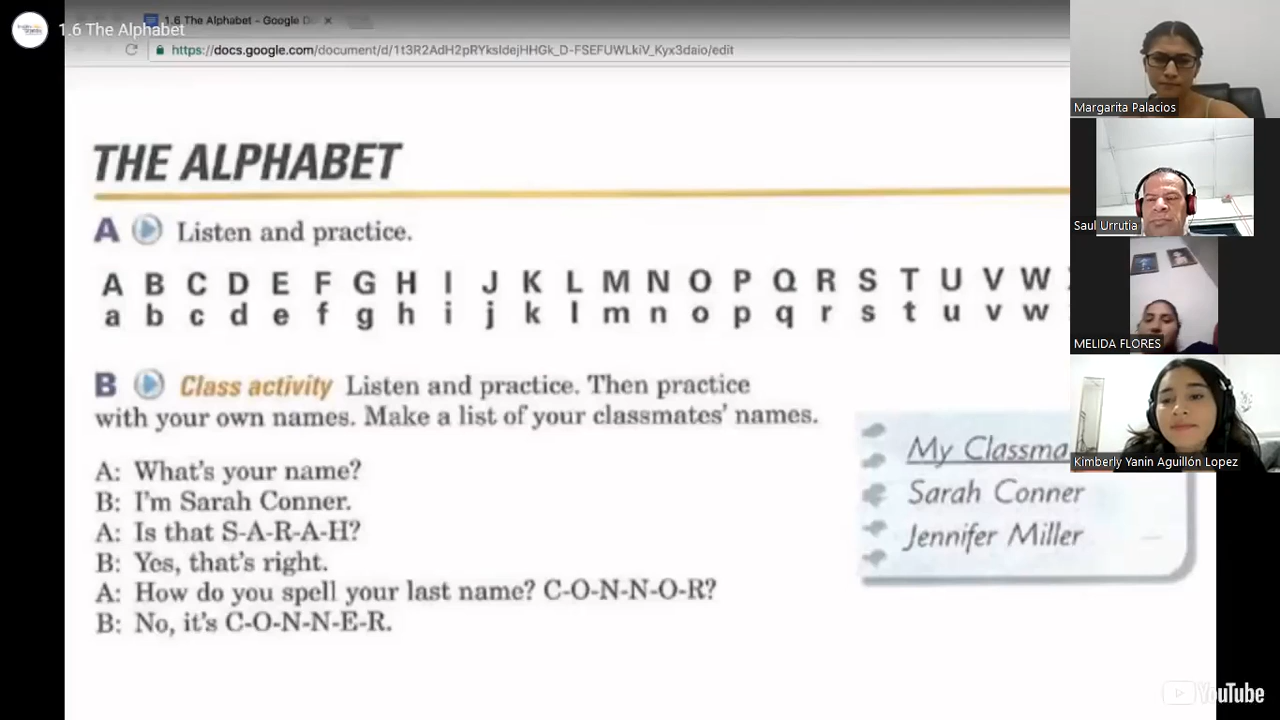 1.6 The Alphabet - Google D
1.6 The Alphabet
https://docs.google.com/document/d/1t3R2AdH2pRYksldejHHGk_D-FSEFUWLkiV_Kyx3daio/edit
THE ALPHABET
A Listen and practice.
A B C D E F G H I J K L M N O P Q R S T U V W
a b c d e f g h i j k l m n o p q r s t u v w
B Class activity Listen and practice. Then practice
with your own names. Make a list of your classmates' names.
A: What's your name?
B: I'm Sarah Conner.
A: Is that S-A-R-A-H?
B: Yes, that's right.
A: How do you spell your last name? C-O-N-N-O-R?
B: No, it's C-O-N-N-E-R.
My Classma
Sarah Conner
Jennifer Miller
Margarita Palacios
Saul Urrutia
MELIDA FLORES
Kimberly Yanin Aguillón Lopez
YouTube